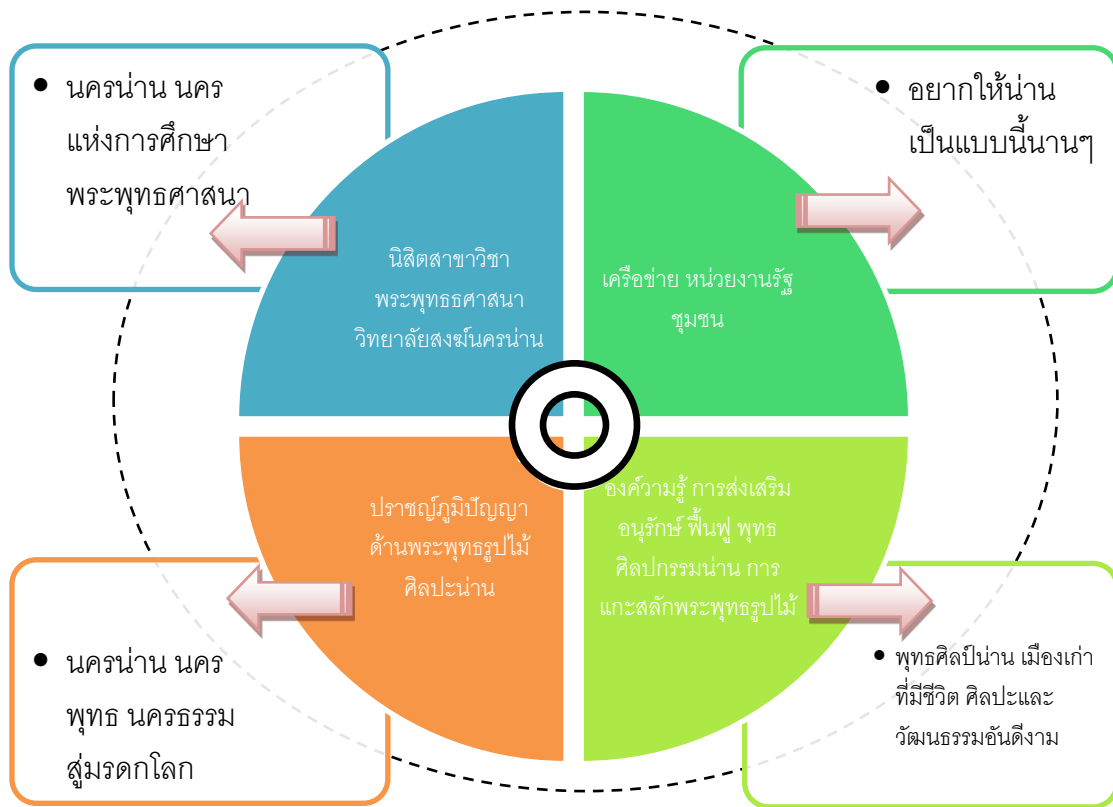 • นครน่าน นคร
แห่งการศึกษา
พระพุทธศาสนา
• อยากให้น่าน
เป็นแบบนี้นานๆ
นิสิตสาขาวิชา
พระพุทธธศาสนา
วิทยาลัยสงฆ์นครน่าน
เครือข่าย หน่วยงานรัฐ
ชุมชน
ปราชญ์ภูมิปัญญา
ด้านพระพุทธรูปไม้
ศิลปะน่าน
องค์ความรู้ การส่งเสริม
อนุรักษ์ ฟื้นฟู พุทธ
ศิลปกรรมน่าน การ
แกะสลักพระพุทธรูปไม้
• นครน่าน นคร
พุทธ นครธรรม
สู่มรดกโลก
• พุทธศิลป์น่าน เมืองเก่า
ที่มีชีวิต ศิลปะและ
วัฒนธรรมอันดีงาม